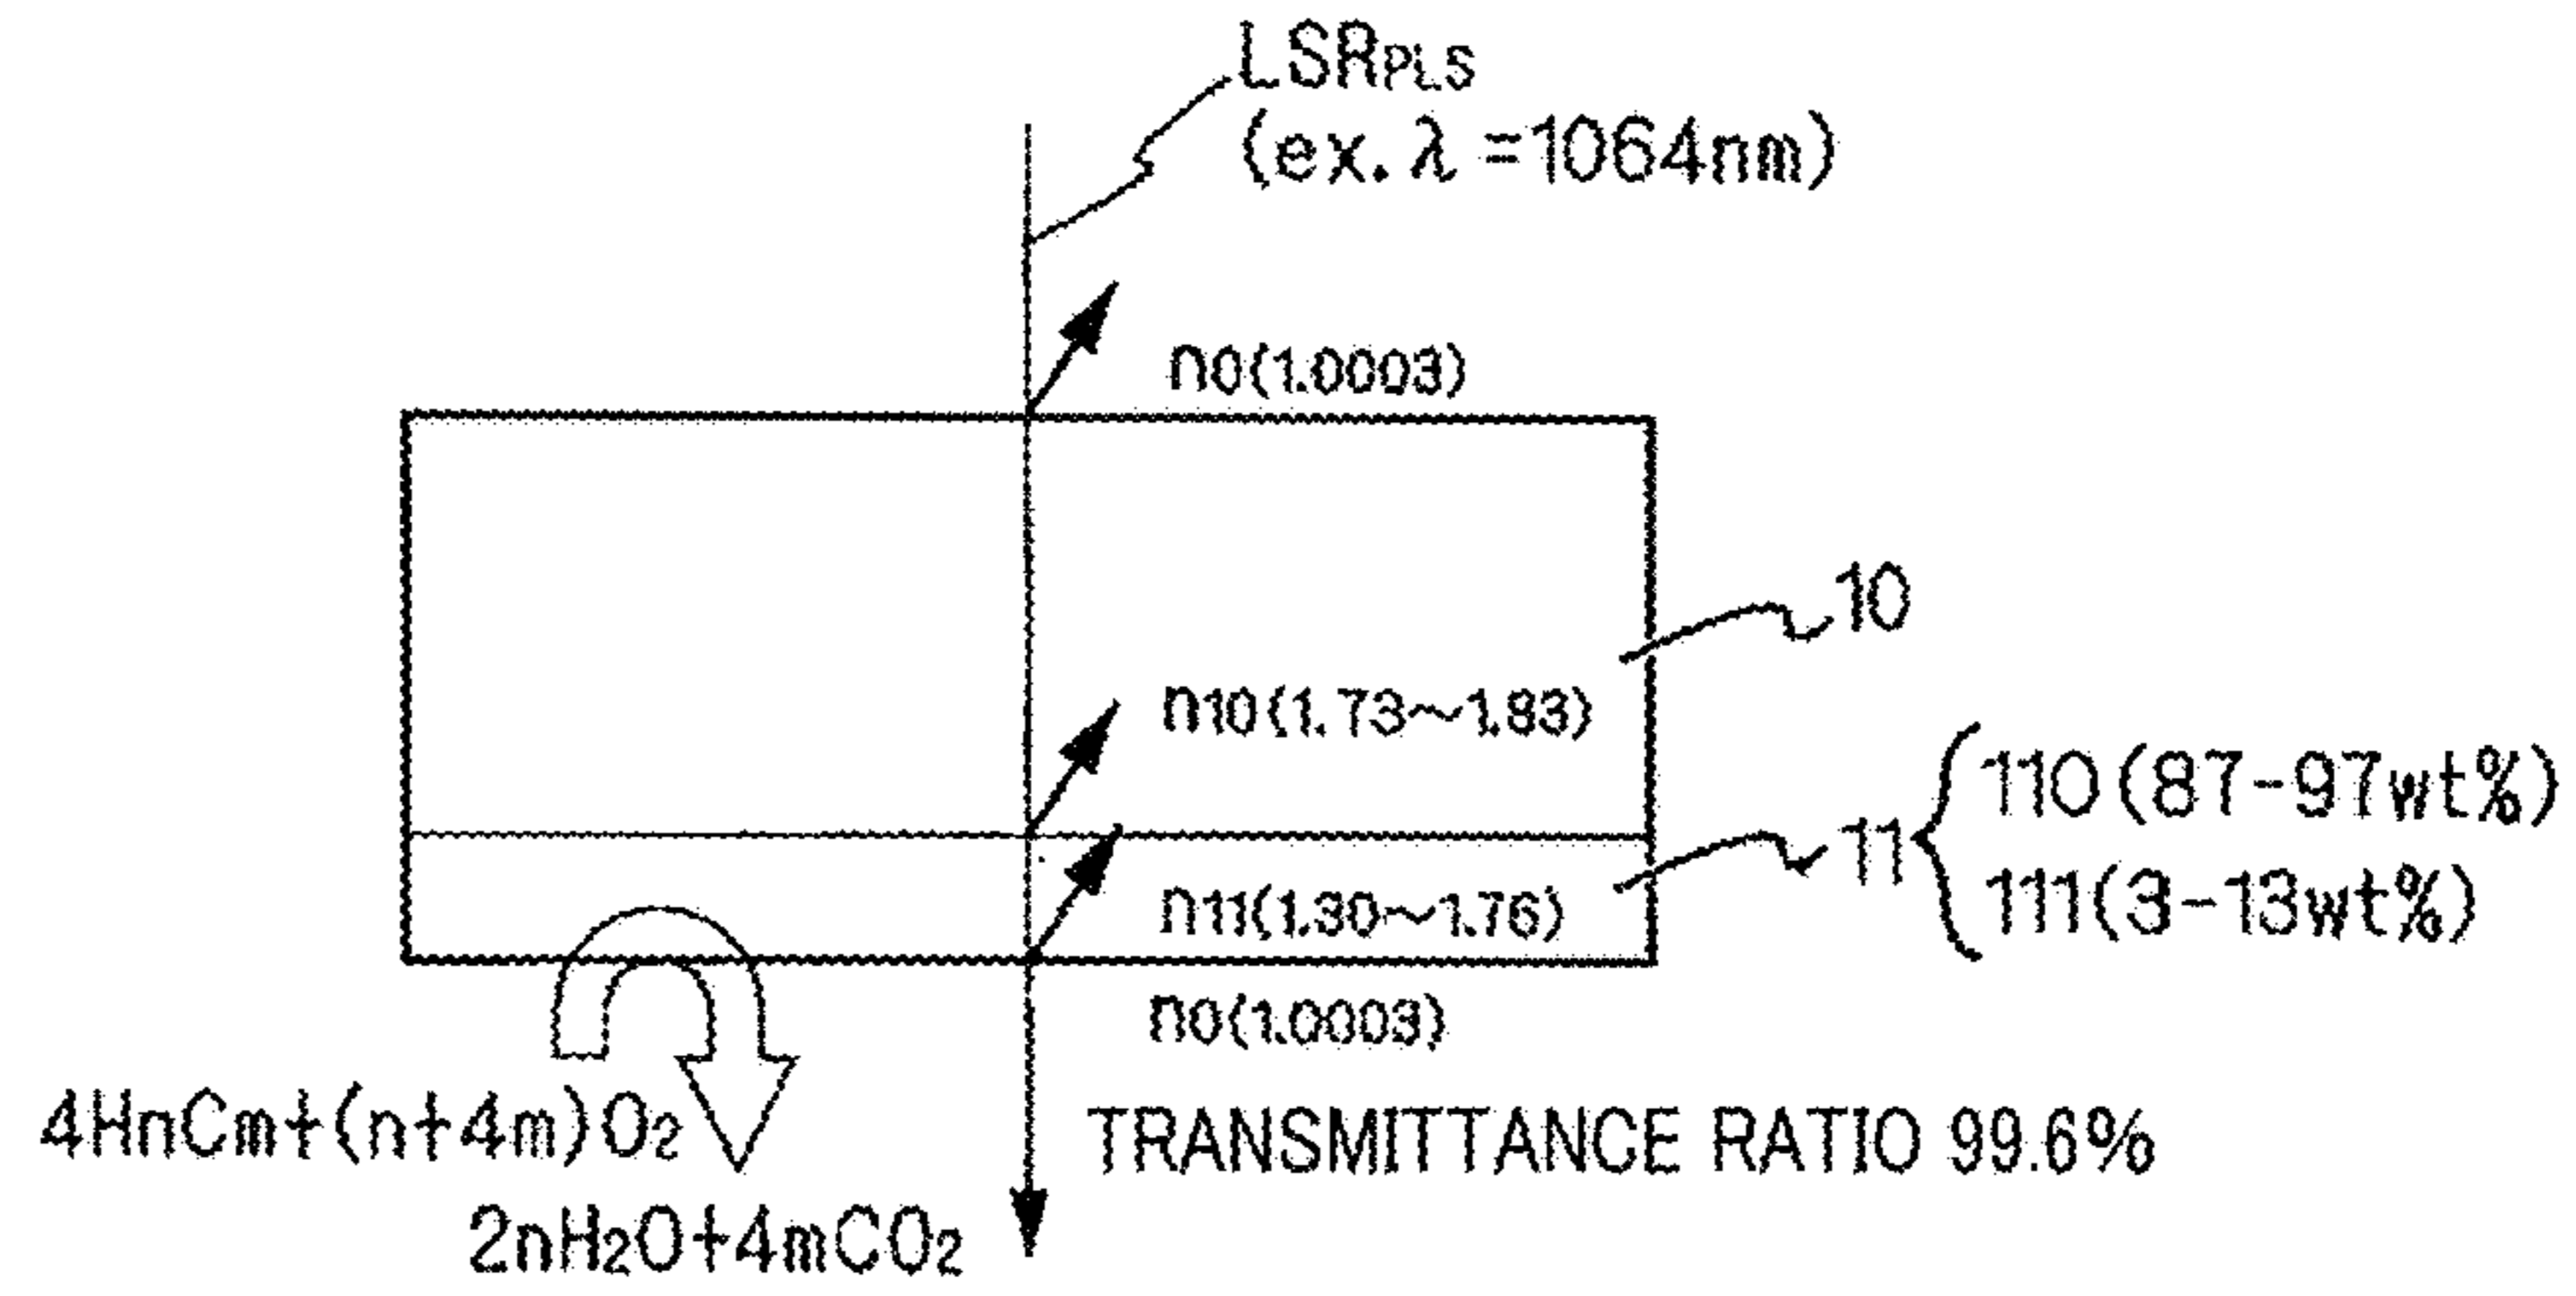 LSRPLS
(ex. λ =1064nm)
n0(1.0003)
10
n10(1.73~1.83)
11
110(87-97wt%)
111(3-13wt%)
n11(1.30~1.76)
n0(1.0003)
4HnCm+(n+4m)O2
TRANSMITTANCE RATIO 99.6%
2nH2O+4mCO2